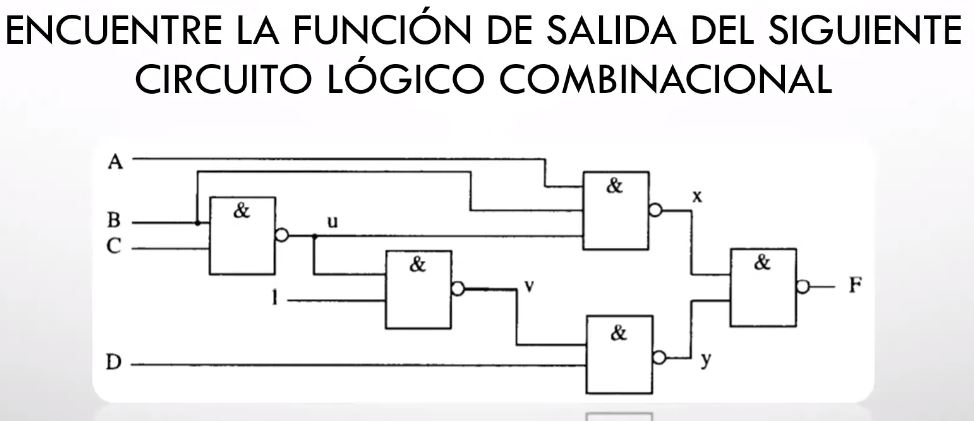 ENCUENTRE LA FUNCIÓN DE SALIDA DEL SIGUIENTE
CIRCUITO LÓGICO COMBINACIONAL
A
&
x
B
&
u
C
&
&
F
1
v
&
D
y